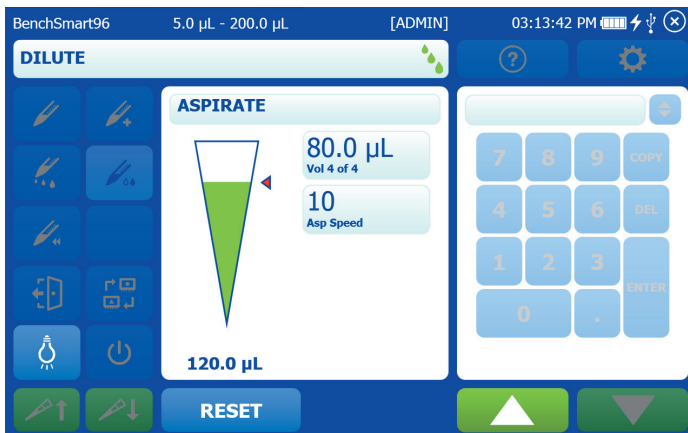 BenchSmart96 5.0 µL - 200.0 µL [ADMIN] 03:13:42 PM
DILUTE
?
ASPIRATE
80.0 µL
Vol 4 of 4
10
Asp Speed
120.0 µL
RESET
7 8 9 COPY
4 5 6 DEL
1 2 3
ENTER
0 .